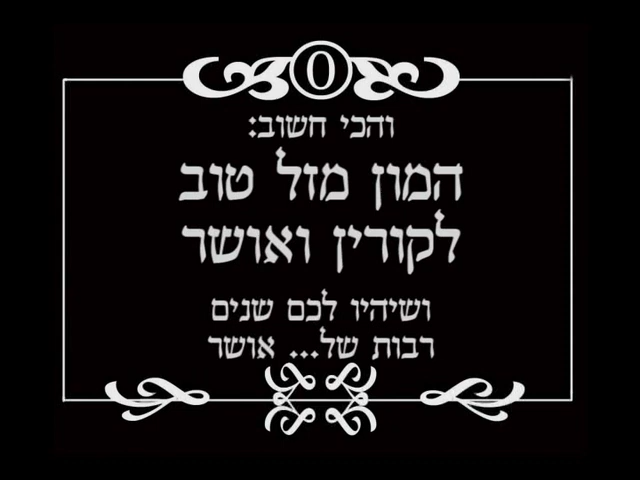 0
והכי חשוב:
המון מזל טוב
לקורין ואושר
ושיהיו לכם שנים
רבות של... אושר